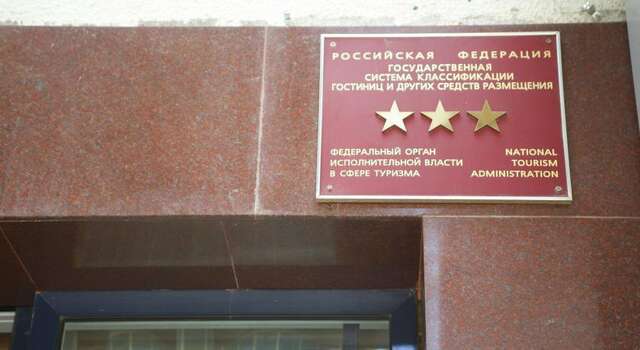 РОССИЙСКАЯ ФЕДЕРАЦИЯ
ГОСУДАРСТВЕННАЯ
СИСТЕМА КЛАССИФИКАЦИИ
ГОСТИНИЦ И ДРУГИХ СРЕДСТВ РАЗМЕЩЕНИЯ
ФЕДЕРАЛЬНЫЙ ОРГАН
ИСПОЛНИТЕЛЬНОЙ ВЛАСТИ
В СФЕРЕ ТУРИЗМА
NATIONAL
TOURISM
ADMINISTRATION